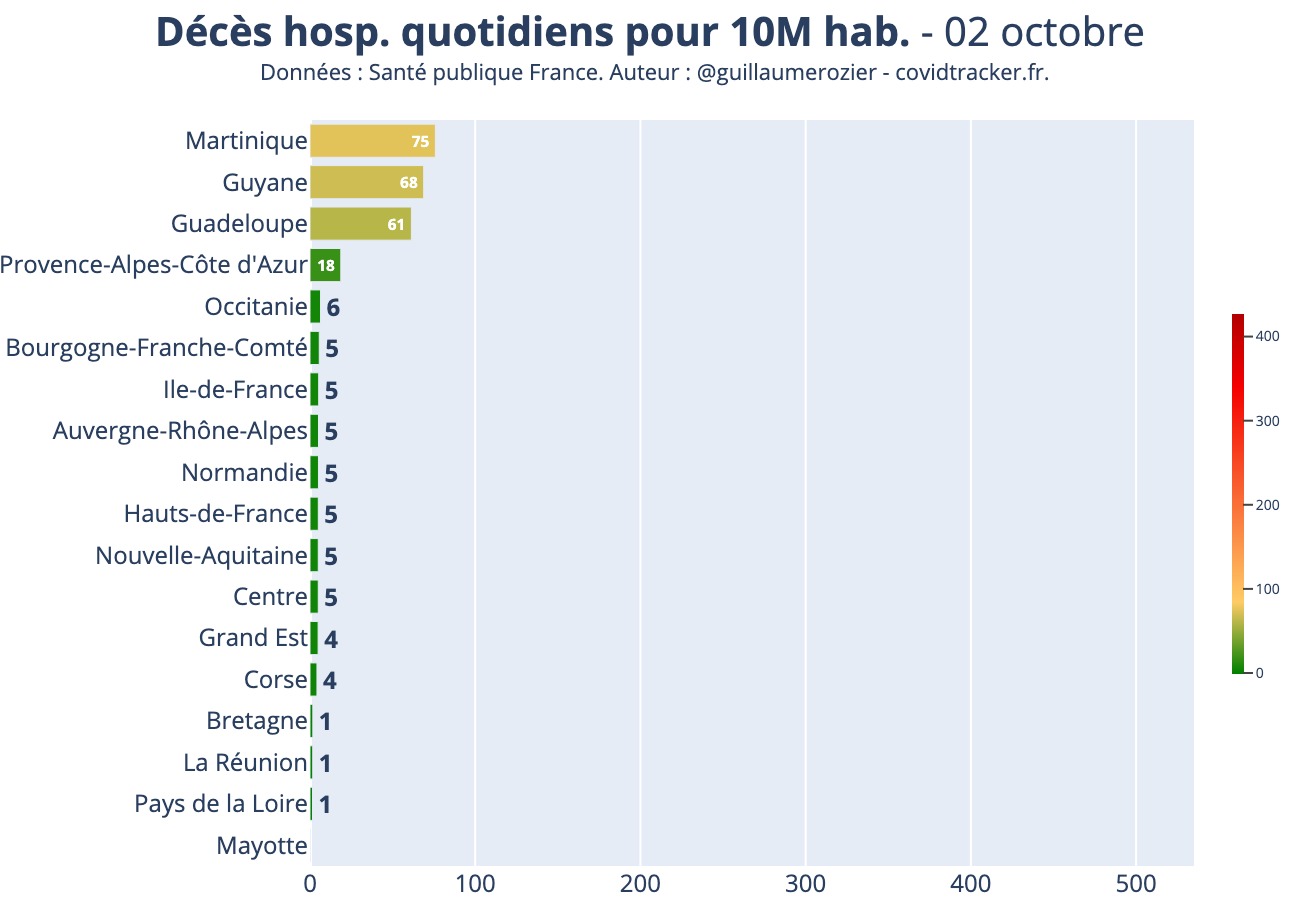 Décès hosp. quotidiens pour 10M hab. - 02 octobre
Données : Santé publique France. Auteur : @guillaumerozier - covidtracker.fr.
Martinique 75
Guyane 68
Guadeloupe 61
Provence-Alpes-Côte d'Azur 18
Occitanie 6
Bourgogne-Franche-Comté 5
Ile-de-France 5
Auvergne-Rhône-Alpes 5
Normandie 5
Hauts-de-France 5
Nouvelle-Aquitaine 5
Centre 5
Grand Est 4
Corse 4
Bretagne 1
La Réunion 1
Pays de la Loire 1
Mayotte
0 100 200 300 400 500
400
300
200
100
0